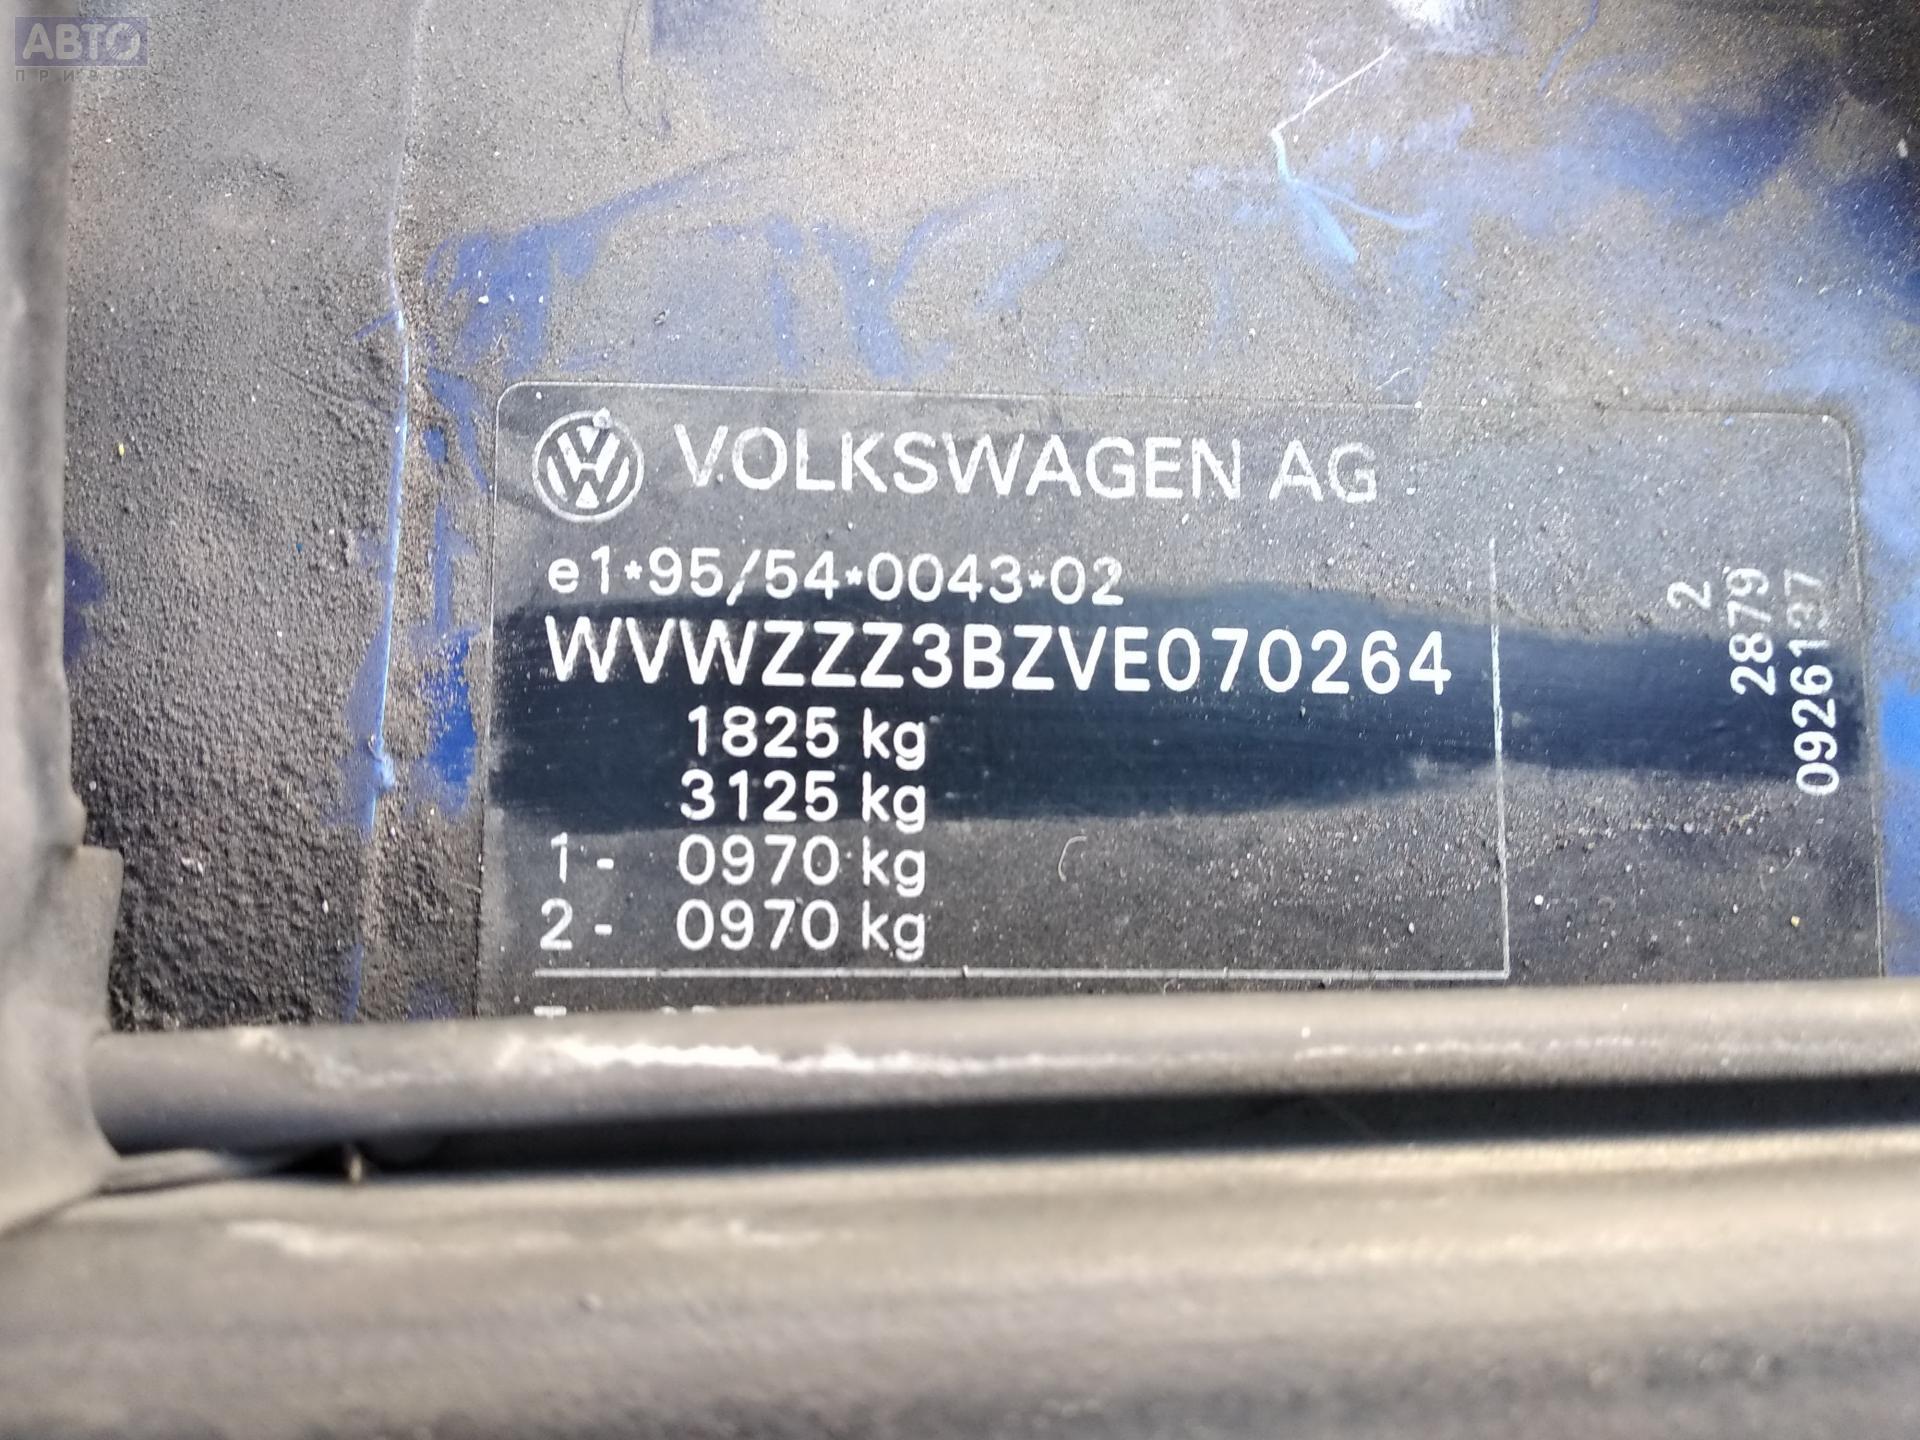 АВТО
ПРИВОЗ
VOLKSWAGEN AG
e1*95/54*0043*02
WVWZZZ3BZVE070264
1825 kg
3125 kg
1- 0970 kg
2- 0970 kg
2
2879
0926137